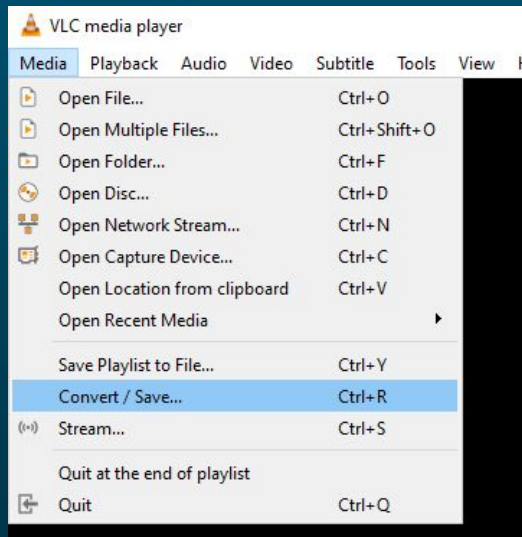 VLC media player
Media Playback Audio Video Subtitle Tools View
Open File... Ctrl+O
Open Multiple Files... Ctrl+Shift+O
Open Folder... Ctrl+F
Open Disc... Ctrl+D
Open Network Stream... Ctrl+N
Open Capture Device... Ctrl+C
Open Location from clipboard Ctrl+V
Open Recent Media
Save Playlist to File... Ctrl+Y
Convert / Save... Ctrl+R
Stream... Ctrl+S
Quit at the end of playlist
Quit Ctrl+Q